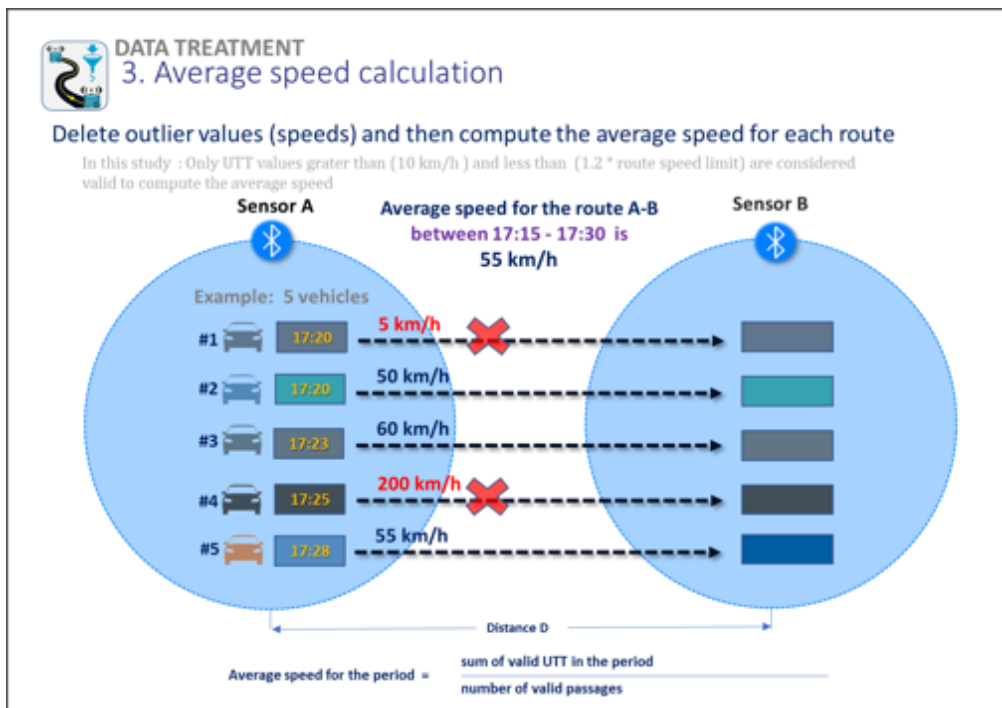 DATA TREATMENT
3. Average speed calculation
Delete outlier values (speeds) and then compute the average speed for each route
In this study : Only UTT values grater than (10 km/h ) and less than (1.2 * route speed limit) are considered
valid to compute the average speed
Sensor A
Average speed for the route A-B
between 17:15 - 17:30 is
55 km/h
Sensor B
Example: 5 vehicles
#1 17:20 5 km/h
#2 17:20 50 km/h
#3 17:23 60 km/h
#4 17:25 200 km/h
#5 17:28 55 km/h
Distance D
Average speed for the period = sum of valid UTT in the period
number of valid passages